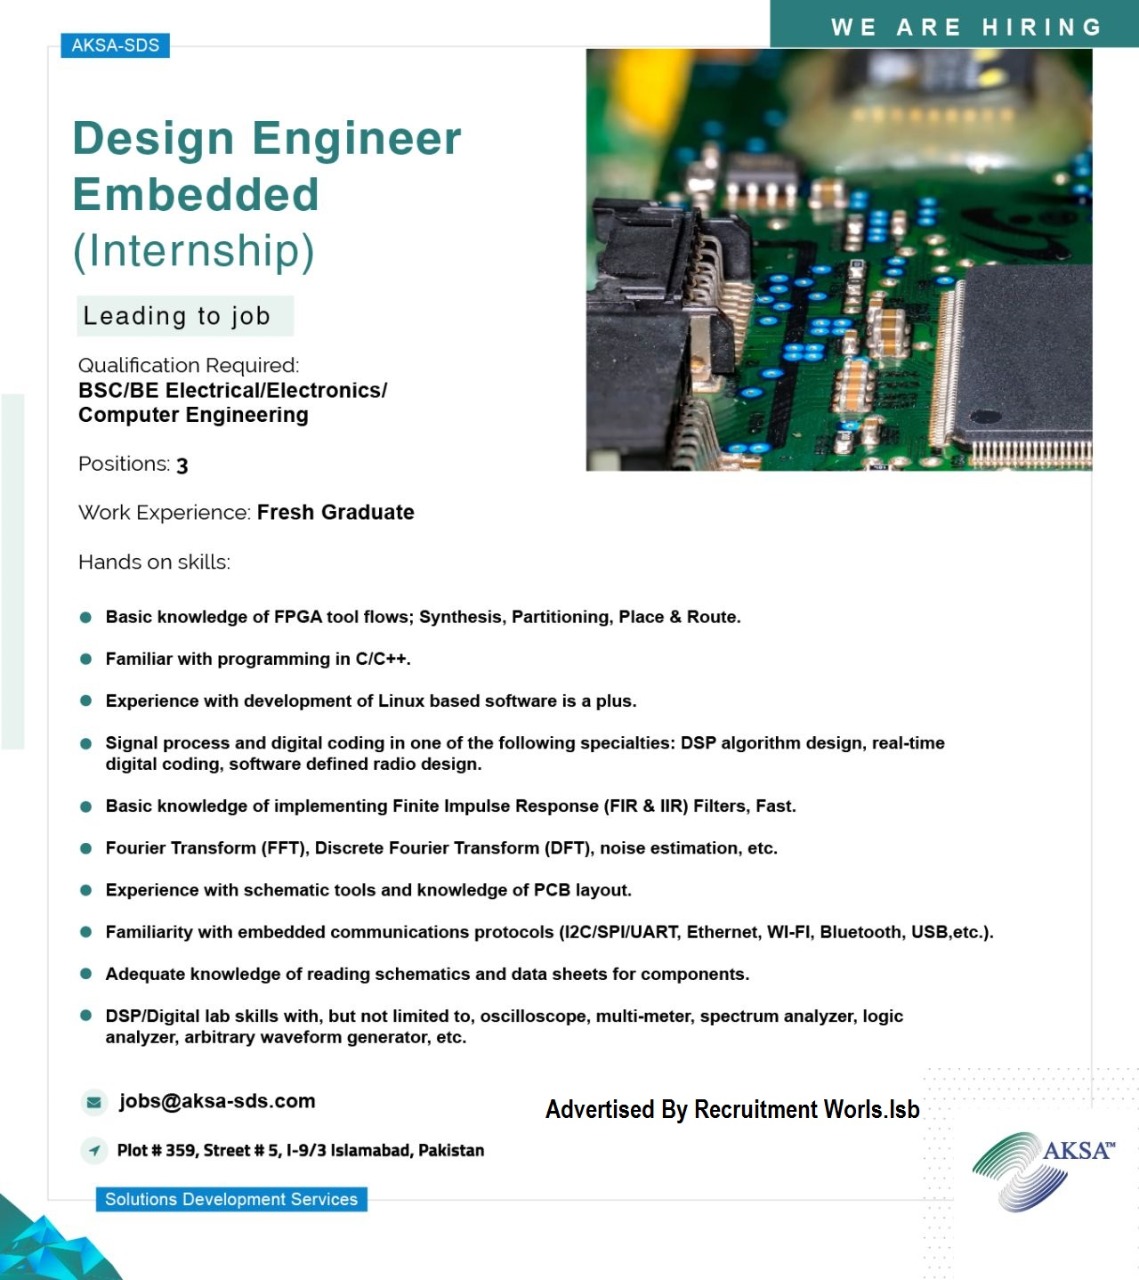 WE ARE HIRING
AKSA-SDS
Design Engineer
Embedded
(Internship)
Leading to job
Qualification Required:
BSC/BE Electrical/Electronics/
Computer Engineering
Positions: 3
Work Experience: Fresh Graduate
Hands on skills:
Basic knowledge of FPGA tool flows; Synthesis, Partitioning, Place & Route.
Familiar with programming in C/C++.
Experience with development of Linux based software is a plus.
Signal process and digital coding in one of the following specialties: DSP algorithm design, real-time
digital coding, software defined radio design.
Basic knowledge of implementing Finite Impulse Response (FIR & IIR) Filters, Fast.
Fourier Transform (FFT), Discrete Fourier Transform (DFT), noise estimation, etc.
Experience with schematic tools and knowledge of PCB layout.
Familiarity with embedded communications protocols (I2C/SPI/UART, Ethernet, WI-FI, Bluetooth, USB,etc.).
Adequate knowledge of reading schematics and data sheets for components.
DSP/Digital lab skills with, but not limited to, oscilloscope, multi-meter, spectrum analyzer, logic
analyzer, arbitrary waveform generator, etc.
jobs@aksa-sds.com
Advertised By Recruitment Worls.Isb
Plot # 359, Street # 5, I-9/3 Islamabad, Pakistan
AKSA™
Solutions Development Services